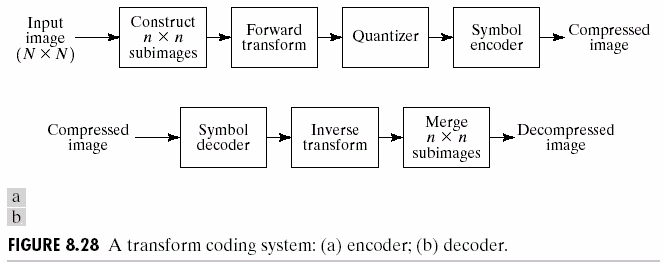 Input
image
(N × N)
Construct
n × n
subimages
Forward
transform
Quantizer
Symbol
encoder
Compressed
image
Compressed
image
Symbol
decoder
Inverse
transform
Merge
n × n
subimages
Decompressed
image
a
b
FIGURE 8.28 A transform coding system: (a) encoder; (b) decoder.